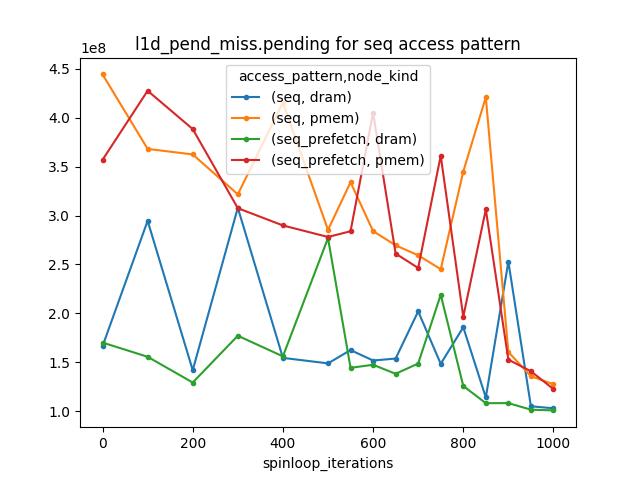 l1d_pend_miss.pending for seq access pattern
1e8
access_pattern,node_kind
(seq, dram)
(seq, pmem)
(seq_prefetch, dram)
(seq_prefetch, pmem)
4.5
4.0
3.5
3.0
2.5
2.0
1.5
1.0
0 200 400 600 800 1000
spinloop_iterations